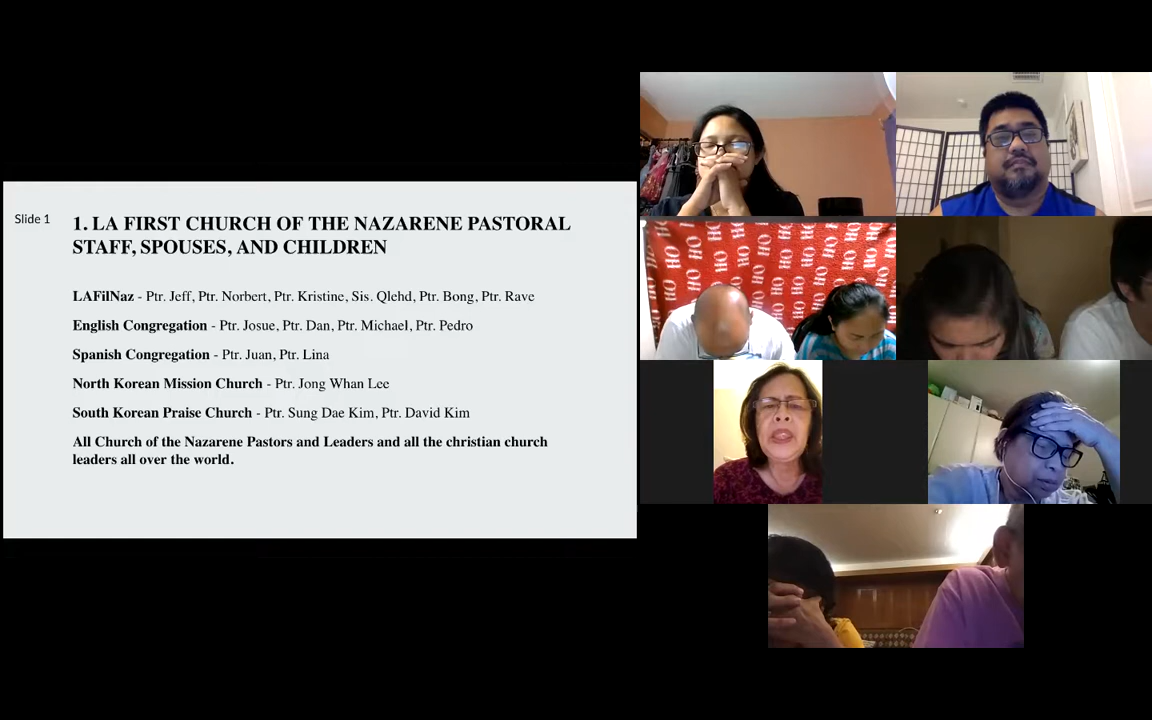 Slide 1
1. LA FIRST CHURCH OF THE NAZARENE PASTORAL
STAFF, SPOUSES, AND CHILDREN
LAFilNaz - Ptr. Jeff, Ptr. Norbert, Ptr. Kristine, Sis. Qlehd, Ptr. Bong, Ptr. Rave
English Congregation - Ptr. Josue, Ptr. Dan, Ptr. Michael, Ptr. Pedro
Spanish Congregation - Ptr. Juan, Ptr. Lina
North Korean Mission Church - Ptr. Jong Whan Lee
South Korean Praise Church - Ptr. Sung Dae Kim, Ptr. David Kim
All Church of the Nazarene Pastors and Leaders and all the christian church
leaders all over the world.
HO HO HO